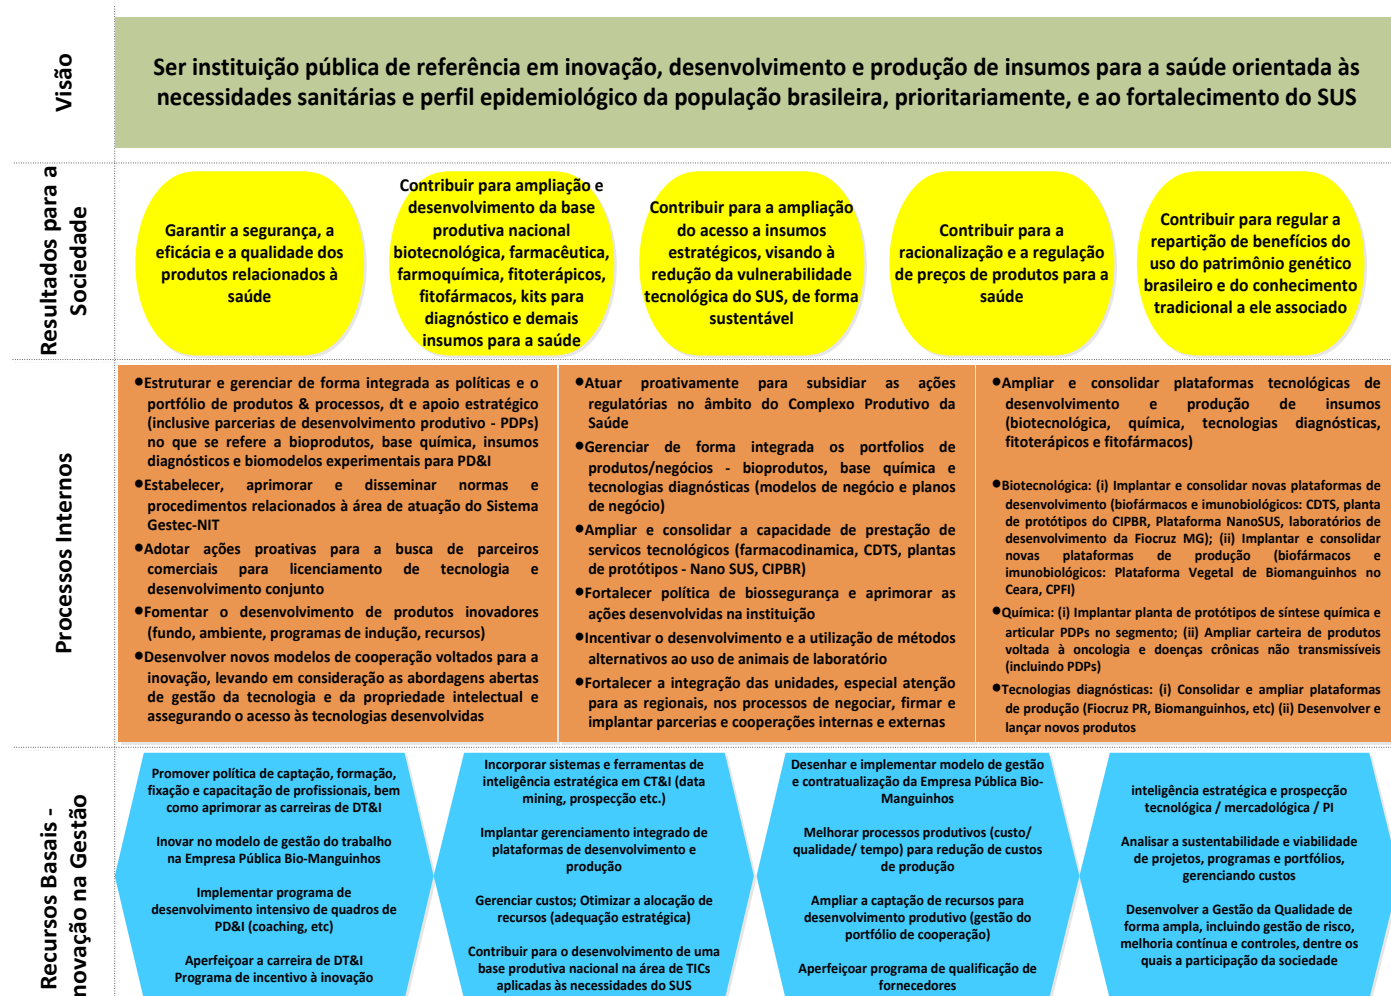 Visão
Ser instituição pública de referência em inovação, desenvolvimento e produção de insumos para a saúde orientada às
necessidades sanitárias e perfil epidemiológico da população brasileira, prioritariamente, e ao fortalecimento do SUS
Resultados para a
Sociedade
Garantir a segurança, a
eficácia e a qualidade dos
produtos relacionados à
saúde
Contribuir para ampliação e
desenvolvimento da base
produtiva nacional
biotecnológica, farmacêutica,
farmoquímica, fitoterápicos,
fitofármacos, kits para
diagnóstico e demais
insumos para a saúde
Contribuir para a ampliação
do acesso a insumos
estratégicos, visando à
redução da vulnerabilidade
tecnológica do SUS, de forma
sustentável
Contribuir para a
racionalização e a regulação
de preços de produtos para a
saúde
Contribuir para regular a
repartição de benefícios do
uso do patrimônio genético
brasileiro e do conhecimento
tradicional a ele associado
Processos Internos
•Estruturar e gerenciar de forma integrada as políticas e o
portfólio de produtos & processos, dt e apoio estratégico
(inclusive parcerias de desenvolvimento produtivo - PDPs)
no que se refere a bioprodutos, base química, insumos
diagnósticos e biomodelos experimentais para PD&I
•Estabelecer, aprimorar e disseminar normas e
procedimentos relacionados à área de atuação do Sistema
Gestec-NIT
•Adotar ações proativas para a busca de parceiros
comerciais para licenciamento de tecnologia e
desenvolvimento conjunto
•Fomentar o desenvolvimento de produtos inovadores
(fundo, ambiente, programas de indução, recursos)
•Desenvolver novos modelos de cooperação voltados para a
inovação, levando em consideração as abordagens abertas
de gestão da tecnologia e da propriedade intelectual e
assegurando o acesso às tecnologias desenvolvidas
•Atuar proativamente para subsidiar as ações
regulatórias no âmbito do Complexo Produtivo da
Saúde
•Gerenciar de forma integrada os portfolios de
produtos/negócios - bioprodutos, base química e
tecnologias diagnósticas (modelos de negócio e planos
de negócio)
•Ampliar e consolidar a capacidade de prestação de
servicos tecnológicos (farmacodinamica, CDTS, plantas
de protótipos - Nano SUS, CIPBR)
•Fortalecer política de biossegurança e aprimorar as
ações desenvolvidas na instituição
•Incentivar o desenvolvimento e a utilização de métodos
alternativos ao uso de animais de laboratório
•Fortalecer a integração das unidades, especial atenção
para as regionais, nos processos de negociar, firmar e
implantar parcerias e cooperações internas e externas
•Ampliar e consolidar plataformas tecnológicas de
desenvolvimento e produção de insumos
(biotecnológica, química, tecnologias diagnósticas,
fitoterápicos e fitofármacos)
•Biotecnológica: (i) Implantar e consolidar novas plataformas de
desenvolvimento (biofármacos e imunobiológicos: CDTS, planta
de protótipos do CIPBR, Plataforma NanoSUS, laboratórios de
desenvolvimento da Fiocruz MG); (ii) Implantar e consolidar
novas plataformas de produção (biofármacos e
imunobiológicos: Plataforma Vegetal de Biomanguinhos no
Ceara, CPFI)
•Química: (i) Implantar planta de protótipos de síntese química e
articular PDPs no segmento; (ii) Ampliar carteira de produtos
voltada à oncologia e doenças crônicas não transmissíveis
(incluindo PDPs)
•Tecnologias diagnósticas: (i) Consolidar e ampliar plataformas
de produção (Fiocruz PR, Biomanguinhos, etc) (ii) Desenvolver e
lançar novos produtos
Recursos Basais -
novação na Gestão
Promover política de captação, formação,
fixação e capacitação de profissionais, bem
como aprimorar as carreiras de DT&I
Inovar no modelo de gestão do trabalho
na Empresa Pública Bio-Manguinhos
Implementar programa de
desenvolvimento intensivo de quadros de
PD&I (coaching, etc)
Aperfeiçoar a carreira de DT&I
Programa de incentivo à inovação
Incorporar sistemas e ferramentas de
inteligência estratégica em CT&I (data
mining, prospecção etc.)
Implantar gerenciamento integrado de
plataformas de desenvolvimento e
produção
Gerenciar custos; Otimizar a alocação de
recursos (adequação estratégica)
Contribuir para o desenvolvimento de uma
base produtiva nacional na área de TICs
aplicadas às necessidades do SUS
Desenhar e implementar modelo de gestão
e contratualização da Empresa Pública Bio-
Manguinhos
Melhorar processos produtivos (custo/
qualidade/ tempo) para redução de custos
de produção
Ampliar a captação de recursos para
desenvolvimento produtivo (gestão do
portfólio de cooperação)
Aperfeiçoar programa de qualificação de
fornecedores
inteligência estratégica e prospecção
tecnológica / mercadológica / PI
Analisar a sustentabilidade e viabilidade
de projetos, programas e portfólios,
gerenciando custos
Desenvolver a Gestão da Qualidade de
forma ampla, incluindo gestão de risco,
melhoria contínua e controles, dentre os
quais a participação da sociedade